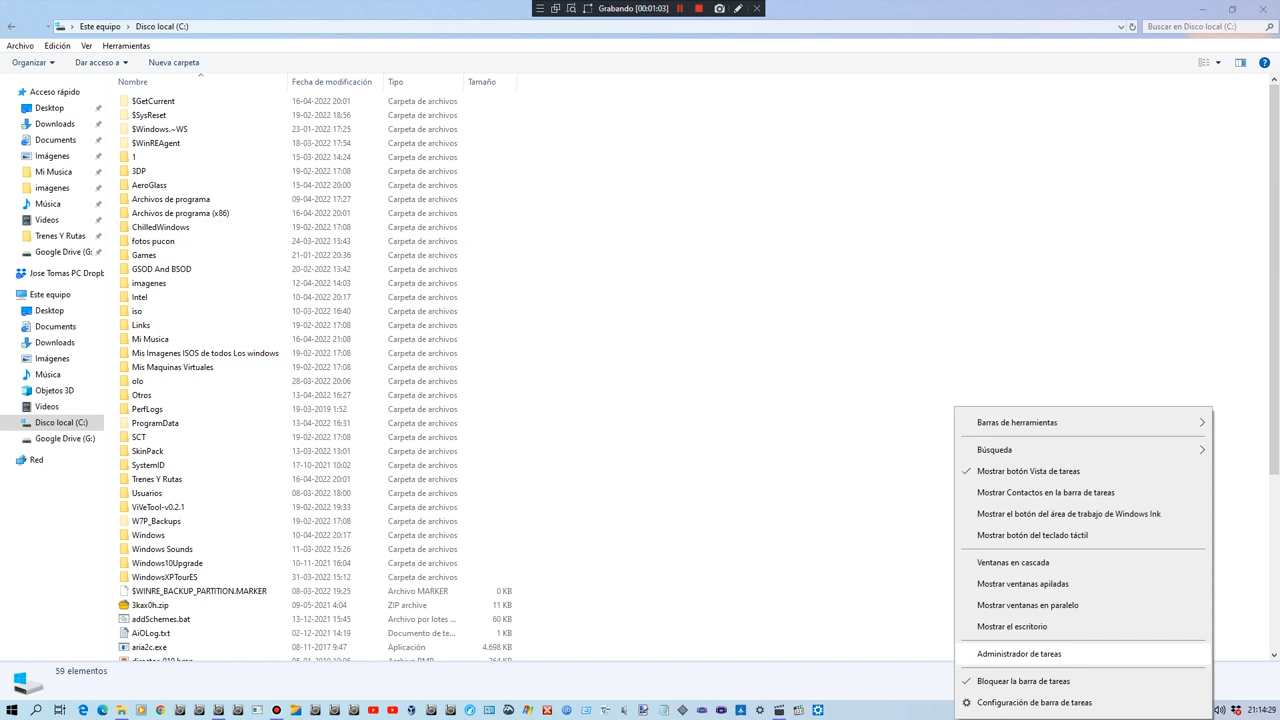 Grabando [00:01:03]
Este equipo Disco local (C:)
Buscar en Disco local (C:)
Archivo Edición Ver Herramientas
Organizar Dar acceso a Nueva carpeta
Nombre Fecha de modificación Tipo Tamaño
Acceso rápido
Desktop
Downloads
Documents
Imágenes
Mi Musica
imagenes
Música
Videos
Trenes Y Rutas
Google Drive (G:
Jose Tomas PC Dropb
Este equipo
Desktop
Documents
Downloads
Imágenes
Música
Objetos 3D
Videos
Disco local (C:)
Google Drive (G:)
Red
$GetCurrent 16-04-2022 20:01 Carpeta de archivos
$SysReset 19-02-2022 18:56 Carpeta de archivos
$Windows.~WS 23-01-2022 17:25 Carpeta de archivos
$WinREAgent 18-03-2022 17:54 Carpeta de archivos
1 15-03-2022 14:24 Carpeta de archivos
3DP 19-02-2022 17:08 Carpeta de archivos
AeroGlass 15-04-2022 20:00 Carpeta de archivos
Archivos de programa 09-04-2022 17:27 Carpeta de archivos
Archivos de programa (x86) 16-04-2022 20:01 Carpeta de archivos
ChilledWindows 19-02-2022 17:08 Carpeta de archivos
fotos pucon 24-03-2022 13:43 Carpeta de archivos
Games 21-01-2022 20:36 Carpeta de archivos
GSOD And BSOD 20-02-2022 13:42 Carpeta de archivos
imagenes 12-04-2022 14:03 Carpeta de archivos
Intel 10-04-2022 20:17 Carpeta de archivos
iso 10-03-2022 16:40 Carpeta de archivos
Links 19-02-2022 17:08 Carpeta de archivos
Mi Musica 16-04-2022 21:08 Carpeta de archivos
Mis Imagenes ISOS de todos Los windows 19-02-2022 17:08 Carpeta de archivos
Mis Maquinas Virtuales 19-02-2022 17:08 Carpeta de archivos
olo 28-03-2022 20:06 Carpeta de archivos
Otros 13-04-2022 16:27 Carpeta de archivos
PerfLogs 19-03-2019 1:52 Carpeta de archivos
ProgramData 13-04-2022 16:31 Carpeta de archivos
SCT 19-02-2022 17:08 Carpeta de archivos
SkinPack 13-03-2022 13:01 Carpeta de archivos
SystemID 17-10-2021 10:02 Carpeta de archivos
Trenes Y Rutas 16-04-2022 20:01 Carpeta de archivos
Usuarios 08-03-2022 18:00 Carpeta de archivos
ViVeTool-v0.2.1 19-02-2022 19:33 Carpeta de archivos
W7P_Backups 19-02-2022 17:08 Carpeta de archivos
Windows 10-04-2022 20:17 Carpeta de archivos
Windows Sounds 11-03-2022 15:26 Carpeta de archivos
Windows10Upgrade 10-11-2021 16:01 Carpeta de archivos
WindowsXPTourES 31-03-2022 15:12 Carpeta de archivos
$WINRE_BACKUP_PARTITION.MARKER 08-03-2022 19:25 Archivo MARKER 0 KB
3kax0h.zip 09-05-2021 4:04 ZIP archive 11 KB
addSchemes.bat 13-12-2021 15:45 Archivo por lotes ... 60 KB
AiOLog.txt 02-12-2021 14:19 Documento de te... 1 KB
aria2c.exe 08-11-2017 9:47 Aplicación 4.698 KB
Barras de herramientas
Búsqueda
Mostrar botón Vista de tareas
Mostrar Contactos en la barra de tareas
Mostrar el botón del área de trabajo de Windows Ink
Mostrar botón del teclado táctil
Ventanas en cascada
Mostrar ventanas apiladas
Mostrar ventanas en paralelo
Mostrar el escritorio
Administrador de tareas
Bloquear la barra de tareas
Configuración de barra de tareas
59 elementos
21:14:29